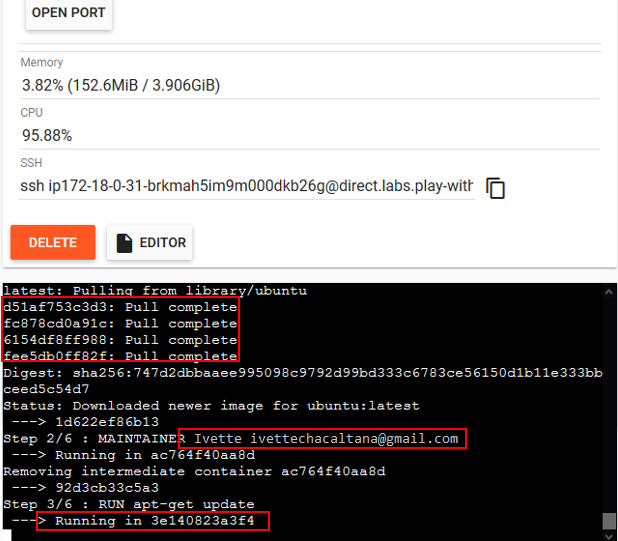 OPEN PORT
Memory
3.82% (152.6MiB / 3.906GiB)
CPU
95.88%
SSH
ssh ip172-18-0-31-brkmah5im9m000dkb26g@direct.labs.play-with
DELETE
EDITOR
latest: Pulling from library/ubuntu
d51af753c3d3: Pull complete
fc878cd0a91c: Pull complete
6154df8ff988: Pull complete
fee5db0ff82f: Pull complete
Digest: sha256:747d2dbbaaee995098c9792d99bd333c6783ce56150d1b11e333bb
ceed5c54d7
Status: Downloaded newer image for ubuntu:latest
---> 1d622ef86b13
Step 2/6 : MAINTAINER Ivette ivettechacaltana@gmail.com
---> Running in ac764f40aa8d
Removing intermediate container ac764f40aa8d
---> 92d3cb33c5a3
Step 3/6 : RUN apt-get update
---> Running in 3e140823a3f4